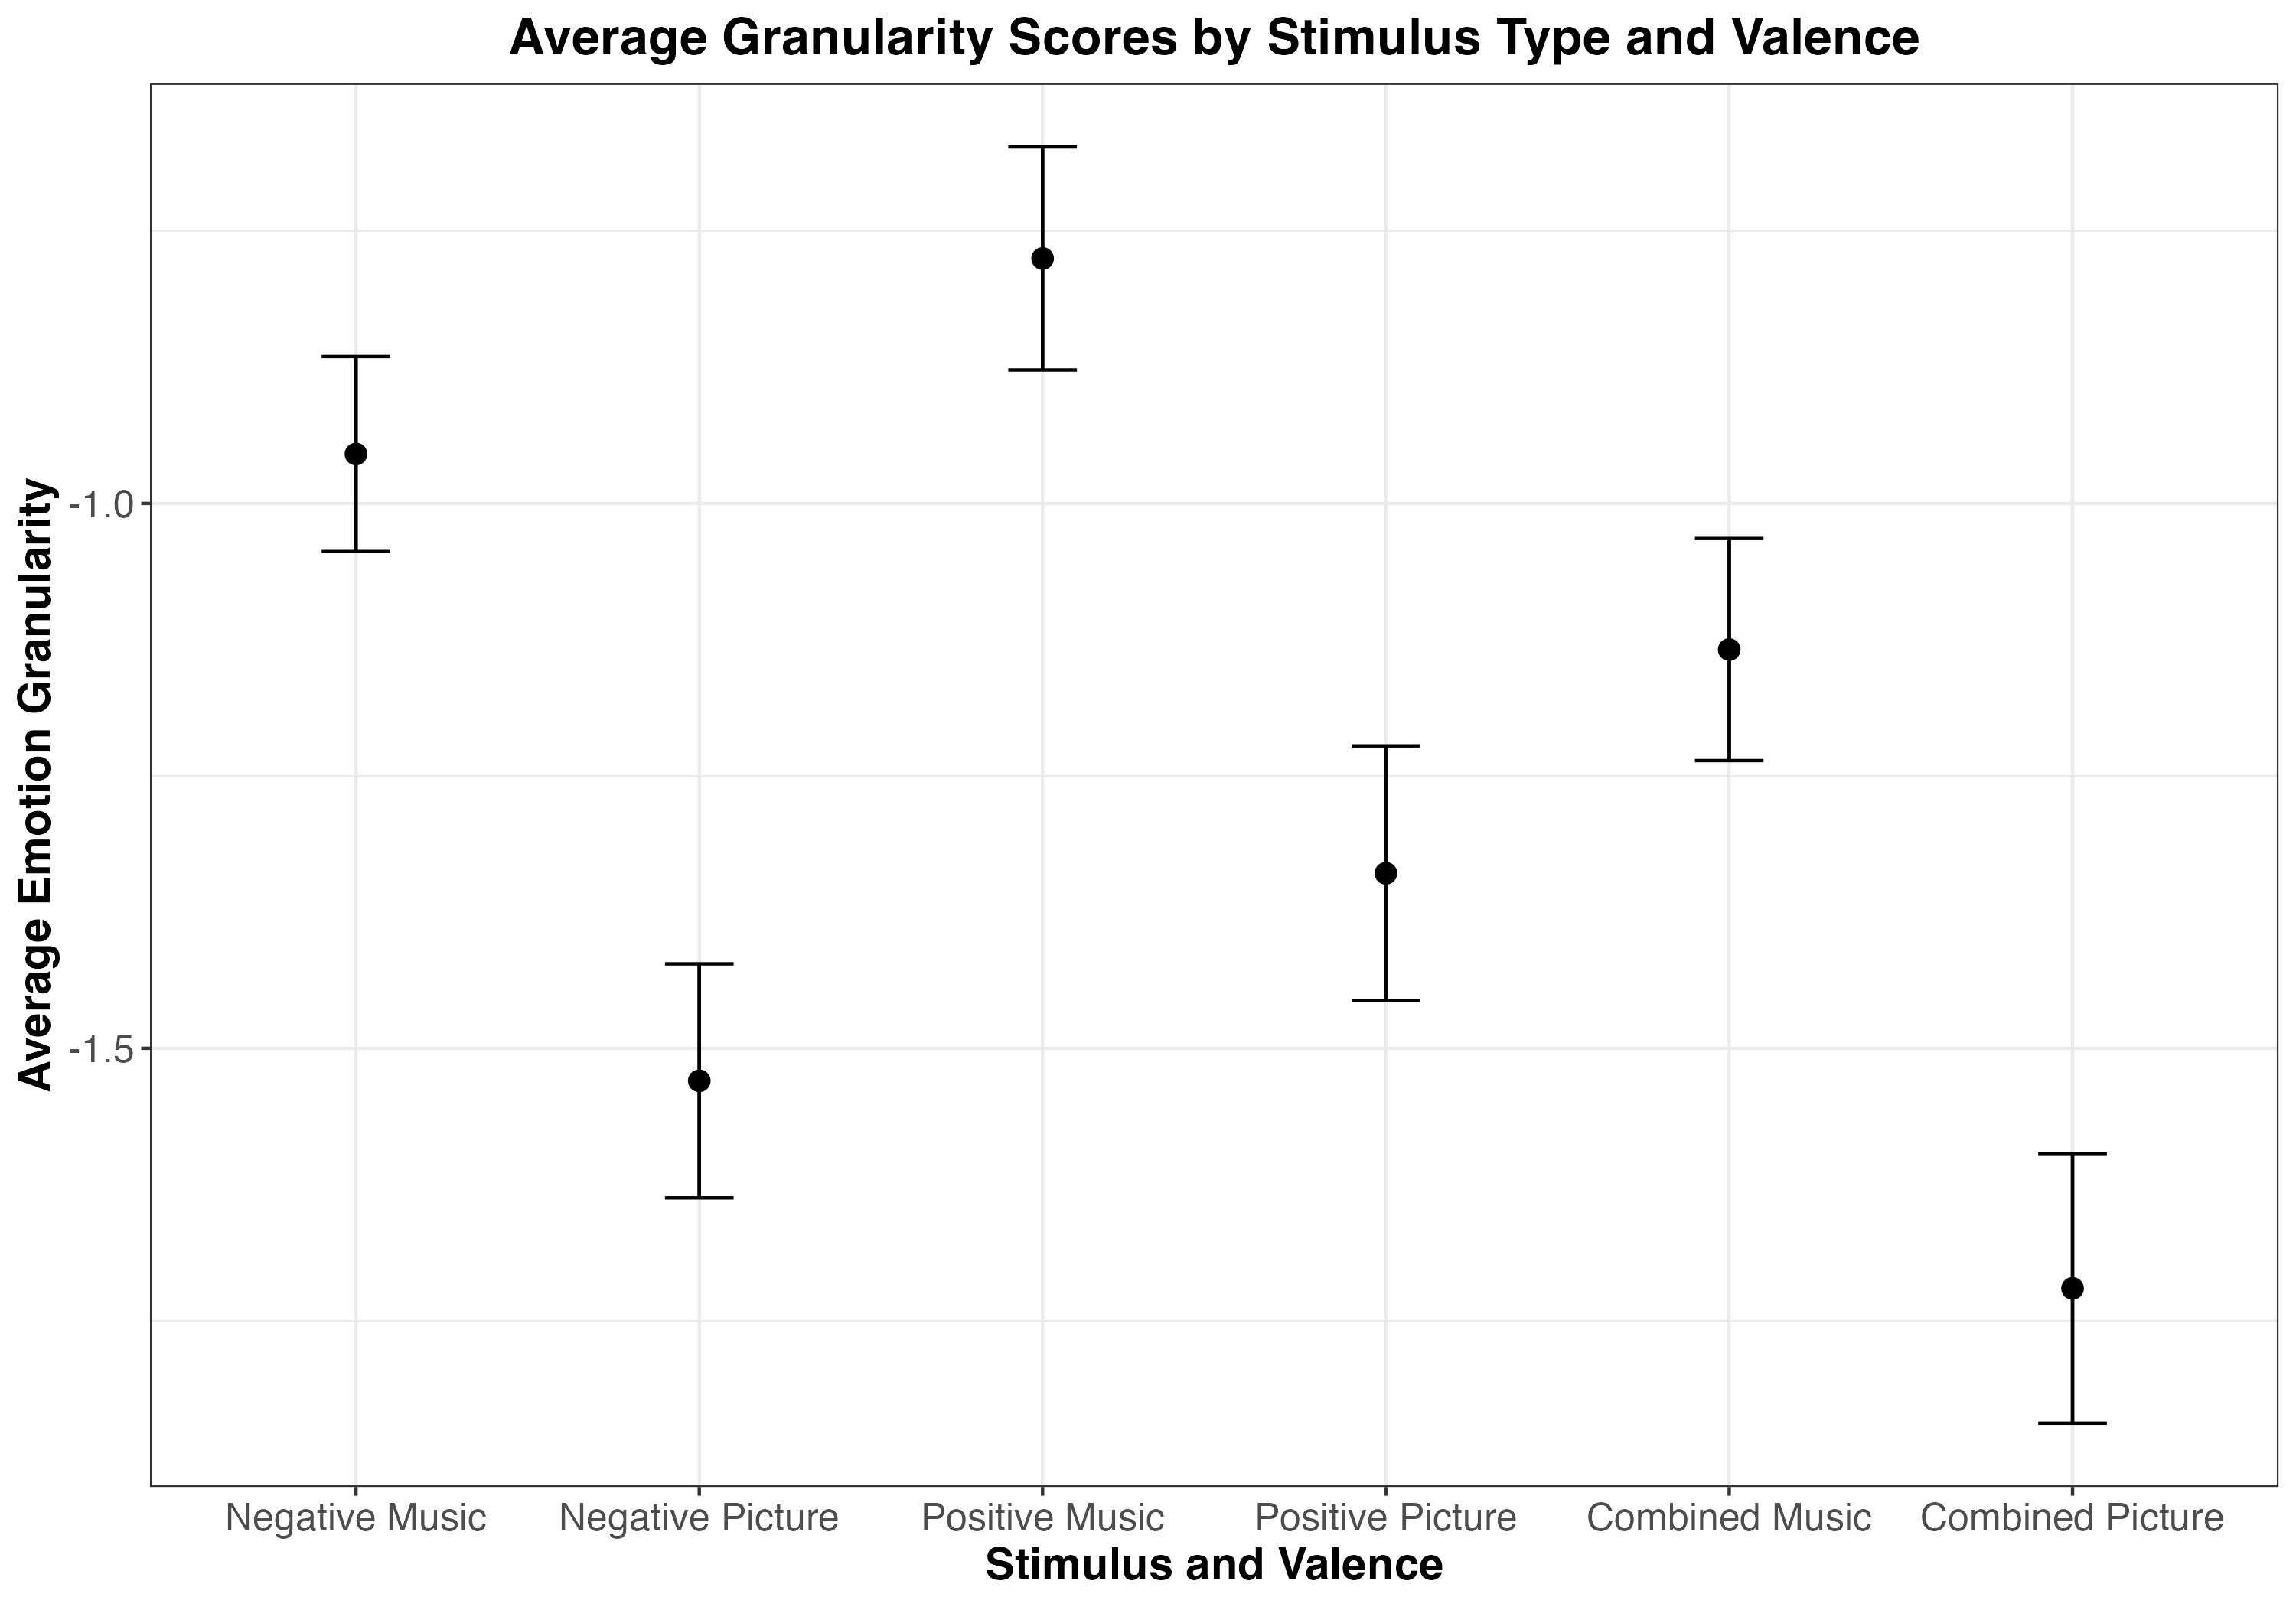 Average Granularity Scores by Stimulus Type and Valence
Average Emotion Granularity
-1.0
-1.5
Negative Music
Negative Picture
Positive Music
Positive Picture
Combined Music
Combined Picture
Stimulus and Valence